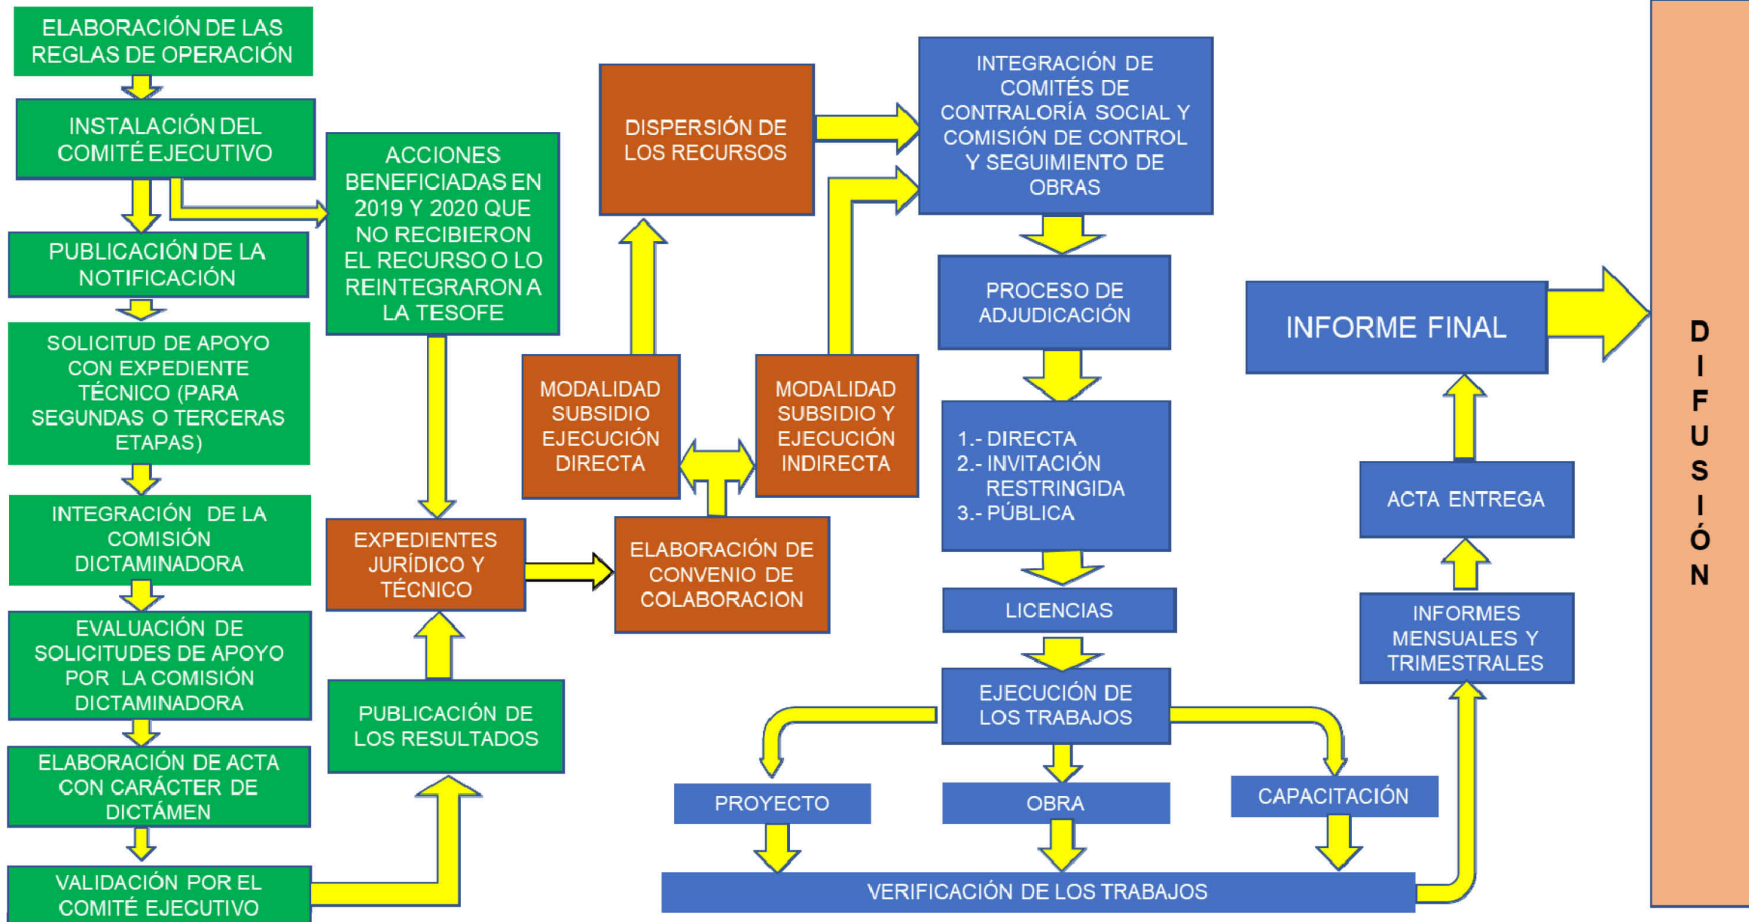 ELABORACIÓN DE LAS
REGLAS DE OPERACIÓN
INSTALACIÓN DEL
COMITÉ EJECUTIVO
PUBLICACIÓN DE LA
NOTIFICACIÓN
SOLICITUD DE APOYO
CON EXPEDIENTE
TÉCNICO (PARA
SEGUNDAS O TERCERAS
ETAPAS)
INTEGRACIÓN DE LA
COMISIÓN
DICTAMINADORA
EVALUACIÓN DE
SOLICITUDES DE APOYO
POR LA COMISIÓN
DICTAMINADORA
ELABORACIÓN DE ACTA
CON CARÁCTER DE
DICTÁMEN
VALIDACIÓN POR EL
COMITÉ EJECUTIVO
ACCIONES
BENEFICIADAS EN
2019 Y 2020 QUE
NO RECIBIERON
EL RECURSO O LO
REINTEGRARON A
LA TESOFE
EXPEDIENTES
JURÍDICO Y
TÉCNICO
PUBLICACIÓN DE
LOS RESULTADOS
DISPERSIÓN DE
LOS RECURSOS
MODALIDAD
SUBSIDIO
EJECUCIÓN
DIRECTA
MODALIDAD
SUBSIDIO Y
EJECUCIÓN
INDIRECTA
ELABORACIÓN DE
CONVENIO DE
COLABORACION
INTEGRACIÓN DE
COMITÉS DE
CONTRALORÍA SOCIAL Y
COMISIÓN DE CONTROL
Y SEGUIMIENTO DE
OBRAS
PROCESO DE
ADJUDICACIÓN
1.- DIRECTA
2.- INVITACIÓN
RESTRINGIDA
3.- PÚBLICA
LICENCIAS
EJECUCIÓN DE
LOS TRABAJOS
PROYECTO
OBRA
CAPACITACIÓN
VERIFICACIÓN DE LOS TRABAJOS
INFORME FINAL
ACTA ENTREGA
INFORMES
MENSUALES Y
TRIMESTRALES
DIFUSIÓN